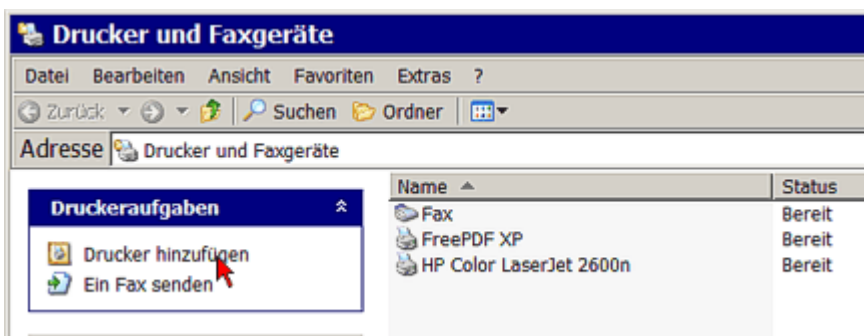 Drucker und Faxgeräte
Datei Bearbeiten Ansicht Favoriten Extras ?
Zurück Suchen Ordner
Adresse Drucker und Faxgeräte
Druckeraufgaben
Drucker hinzufügen
Ein Fax senden
Name Status
Fax Bereit
FreePDF XP Bereit
HP Color LaserJet 2600n Bereit